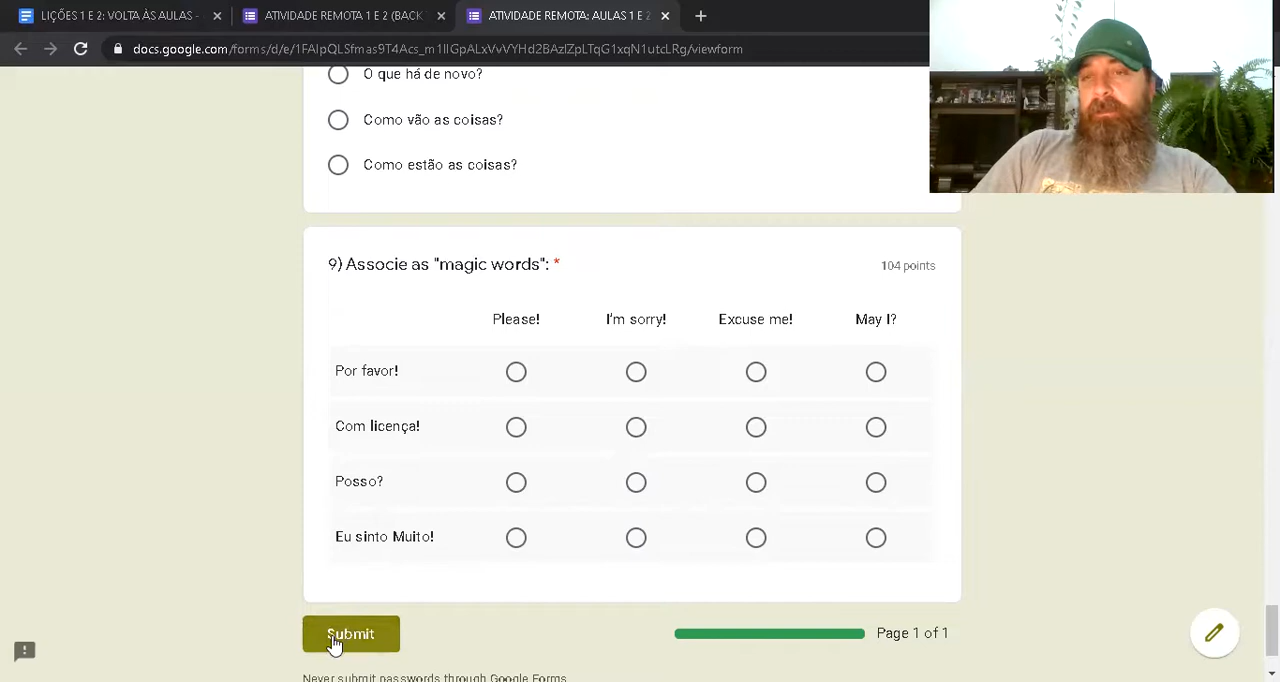 LIÇÕES 1 E 2: VOLTA ÀS AULAS -
ATIVIDADE REMOTA 1 E 2 (BACK
ATIVIDADE REMOTA: AULAS 1 E 2
docs.google.com/forms/d/e/1FAIpQLSfmas9T4Acs_m1IIGpALxVvVYHd2BAzIZpLTqG1xqN1utcLRg/viewform
O que há de novo?
Como vão as coisas?
Como estão as coisas?
9) Associe as "magic words": *
104 points
Please! I'm sorry! Excuse me! May I?
Por favor!
Com licença!
Posso?
Eu sinto Muito!
Submit
Page 1 of 1
Never submit passwords through Google Forms.